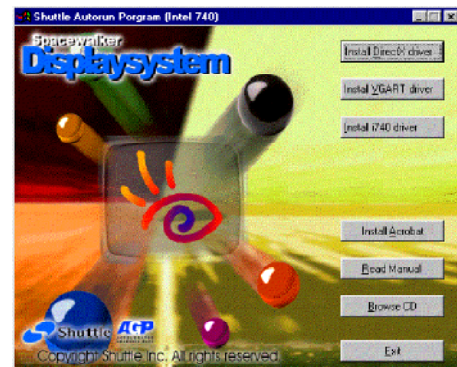 Shuttle Autorun Porgram (Intel 740)
Spacewalker
Displaysystem
Install DirectX driver
Install VGART driver
Install i740 driver
Install Acrobat
Read Manual
Browse CD
Exit
Shuttle AGP
Copyright Shuttle Inc. All rights reserved.